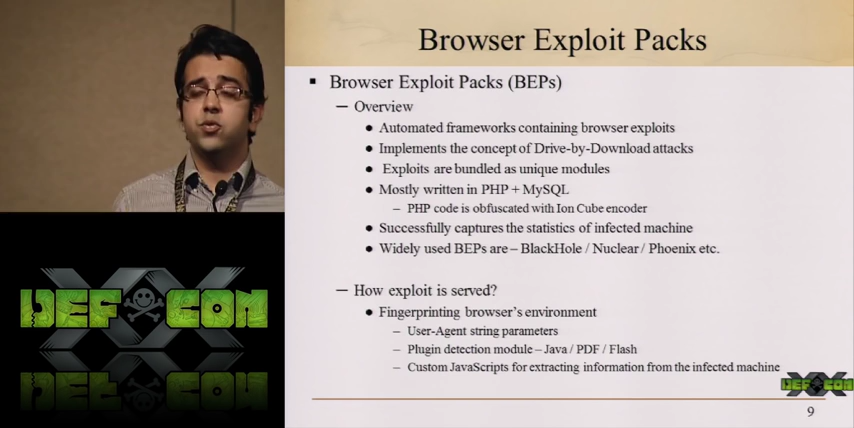 Browser Exploit Packs
▪ Browser Exploit Packs (BEPs)
– Overview
● Automated frameworks containing browser exploits
● Implements the concept of Drive-by-Download attacks
● Exploits are bundled as unique modules
● Mostly written in PHP + MySQL
– PHP code is obfuscated with Ion Cube encoder
● Successfully captures the statistics of infected machine
● Widely used BEPs are – BlackHole / Nuclear / Phoenix etc.
– How exploit is served?
● Fingerprinting browser's environment
– User-Agent string parameters
– Plugin detection module – Java / PDF / Flash
– Custom JavaScripts for extracting information from the infected machine
DEF CON
9
XX
DEF CON